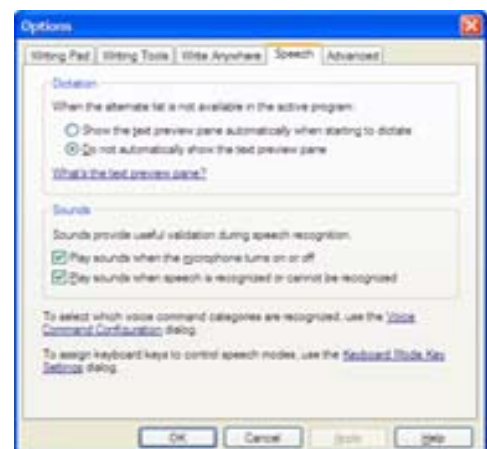 Options
Writing Pad Writing Tools Write Anywhere Speech Advanced
Dictation
When the alternate list is not available in the active program:
Show the text preview pane automatically when starting to dictate
Do not automatically show the text preview pane
What's the text preview pane?
Sounds
Sounds provide useful validation during speech recognition.
Play sounds when the microphone turns on or off
Play sounds when speech is recognized or cannot be recognized
To select which voice command categories are recognized, use the Voice
Command Configuration dialog.
To assign keyboard keys to control speech modes, use the Keyboard Mode Key
Settings dialog.
OK Cancel Apply Help